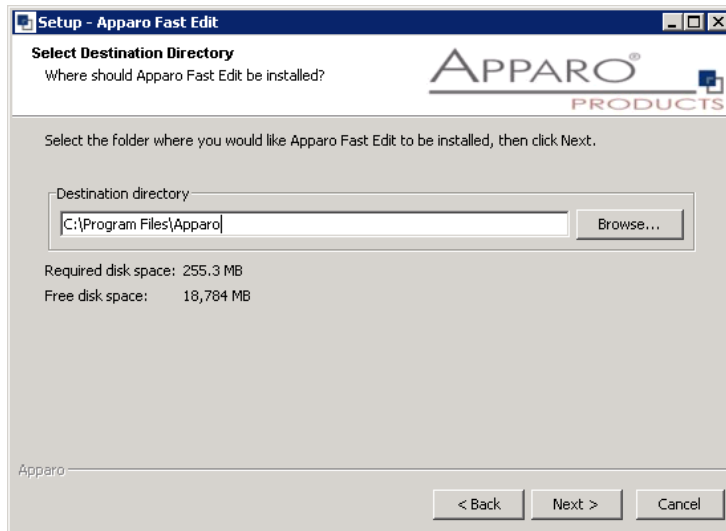 Setup - Apparo Fast Edit
Select Destination Directory
Where should Apparo Fast Edit be installed?
APPARO®
PRODUCTS
Select the folder where you would like Apparo Fast Edit to be installed, then click Next.
Destination directory
C:\Program Files\Apparo
Browse...
Required disk space: 255.3 MB
Free disk space: 18,784 MB
Apparo
< Back Next > Cancel